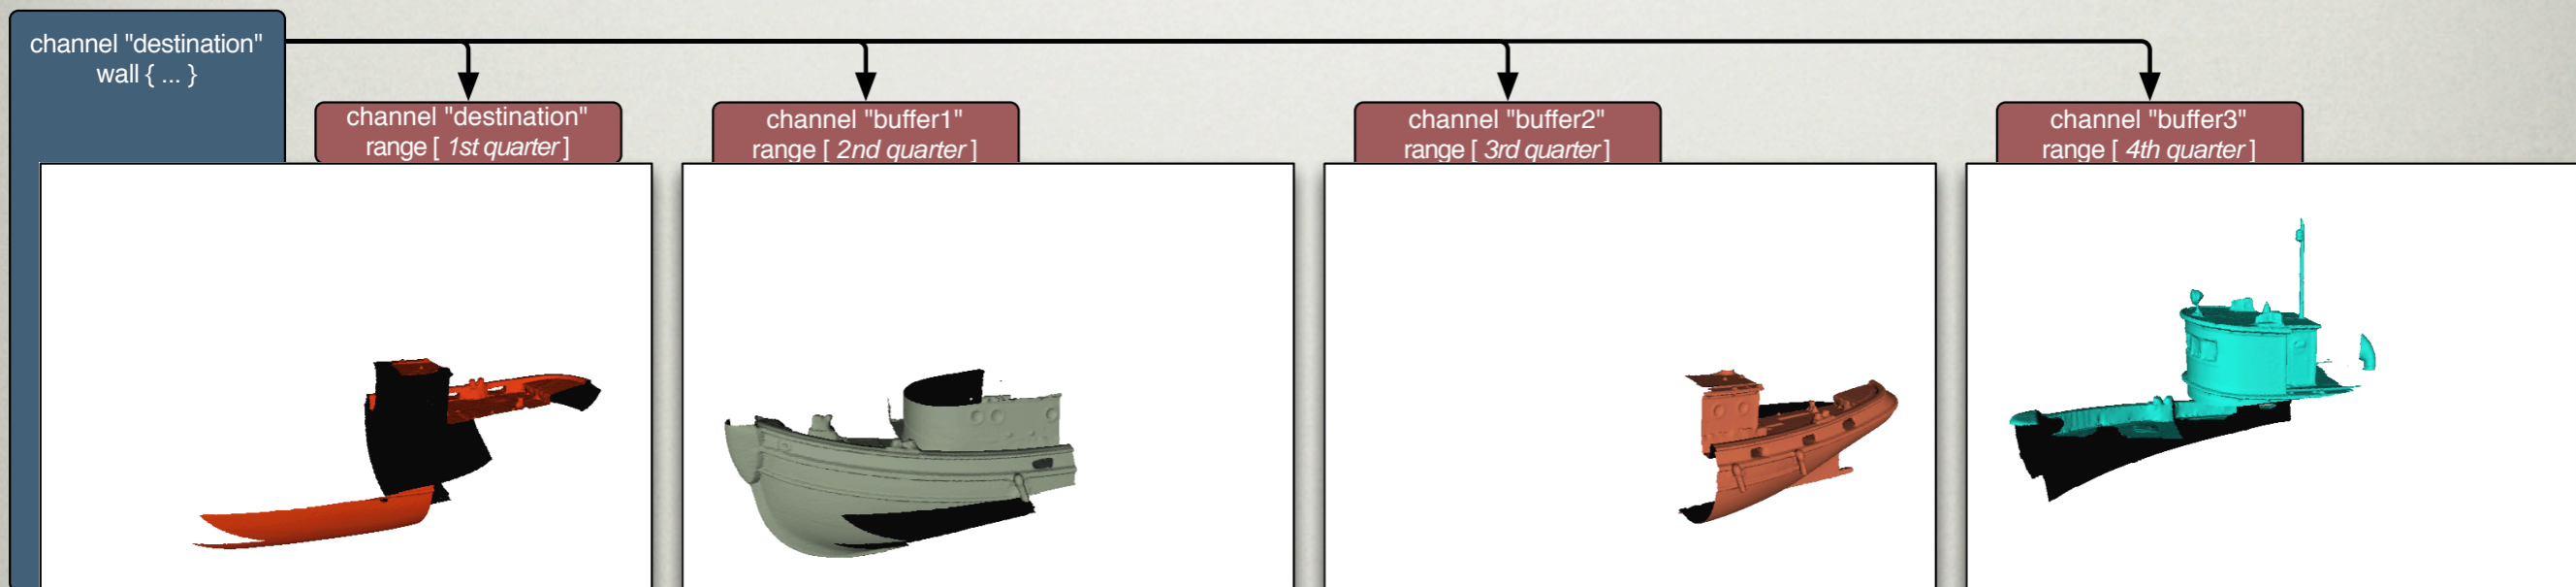 channel "destination"
wall { ... }
channel "destination"
range [ 1st quarter ]
channel "buffer1"
range [ 2nd quarter ]
channel "buffer2"
range [ 3rd quarter ]
channel "buffer3"
range [ 4th quarter ]